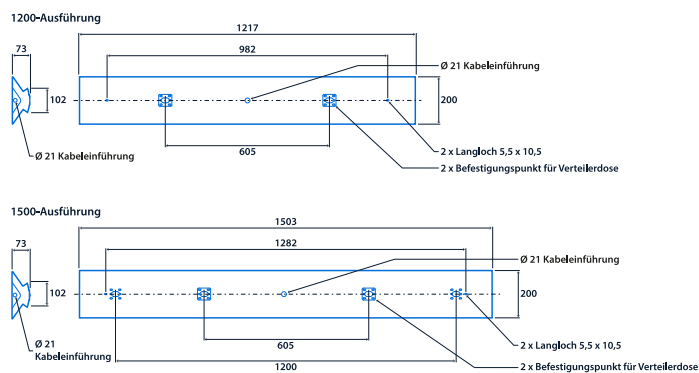 1200-Ausführung
1217
73
982
Ø 21 Kabeleinführung
102
200
Ø 21 Kabeleinführung
605
2 x Langloch 5,5 x 10,5
2 x Befestigungspunkt für Verteilerdose
1500-Ausführung
1503
73
1282
Ø 21 Kabeleinführung
102
200
Ø 21
Kabeleinführung
605
2 x Langloch 5,5 x 10,5
1200
2 x Befestigungspunkt für Verteilerdose